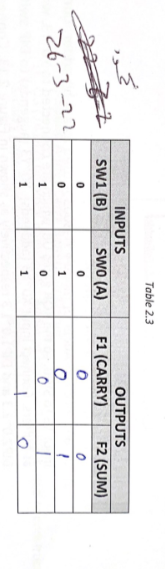 Table 2.3
INPUTS OUTPUTS
SW1 (B) SW0 (A) F1 (CARRY) F2 (SUM)
0 0 0 0
0 1 0 1
1 0 0 1
1 1 1 0
26-3-22